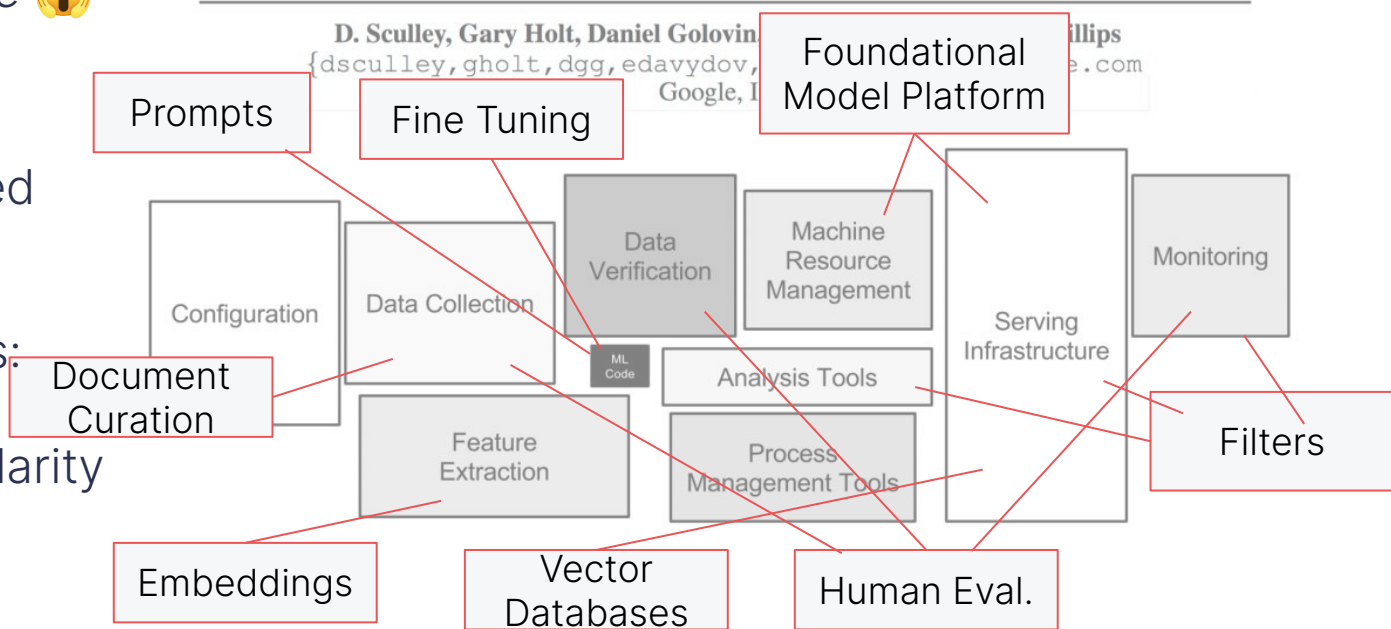 D. Sculley, Gary Holt, Daniel Golovin,
{dsculley,gholt,dgg,edavydov,
e.com
Google, I
Foundational
Model Platform
Prompts
Fine Tuning
ed
Data
Verification
Machine
Resource
Management
Monitoring
Configuration
Data Collection
Serving
Infrastructure
s:
ML
Code
Analysis Tools
Document
Curation
Feature
Extraction
Process
Management Tools
Filters
larity
Embeddings
Vector
Databases
Human Eval.